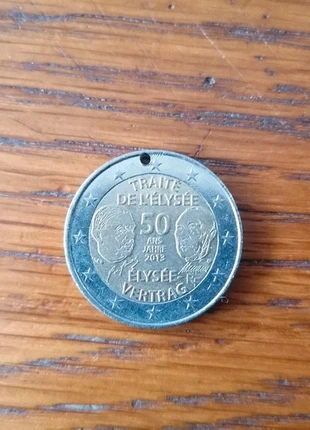 TRAITÉ
DE L'ÉLYSÉE
50
ANS
JAHRE
2013
ÉLYSÉE-
VERTRAG